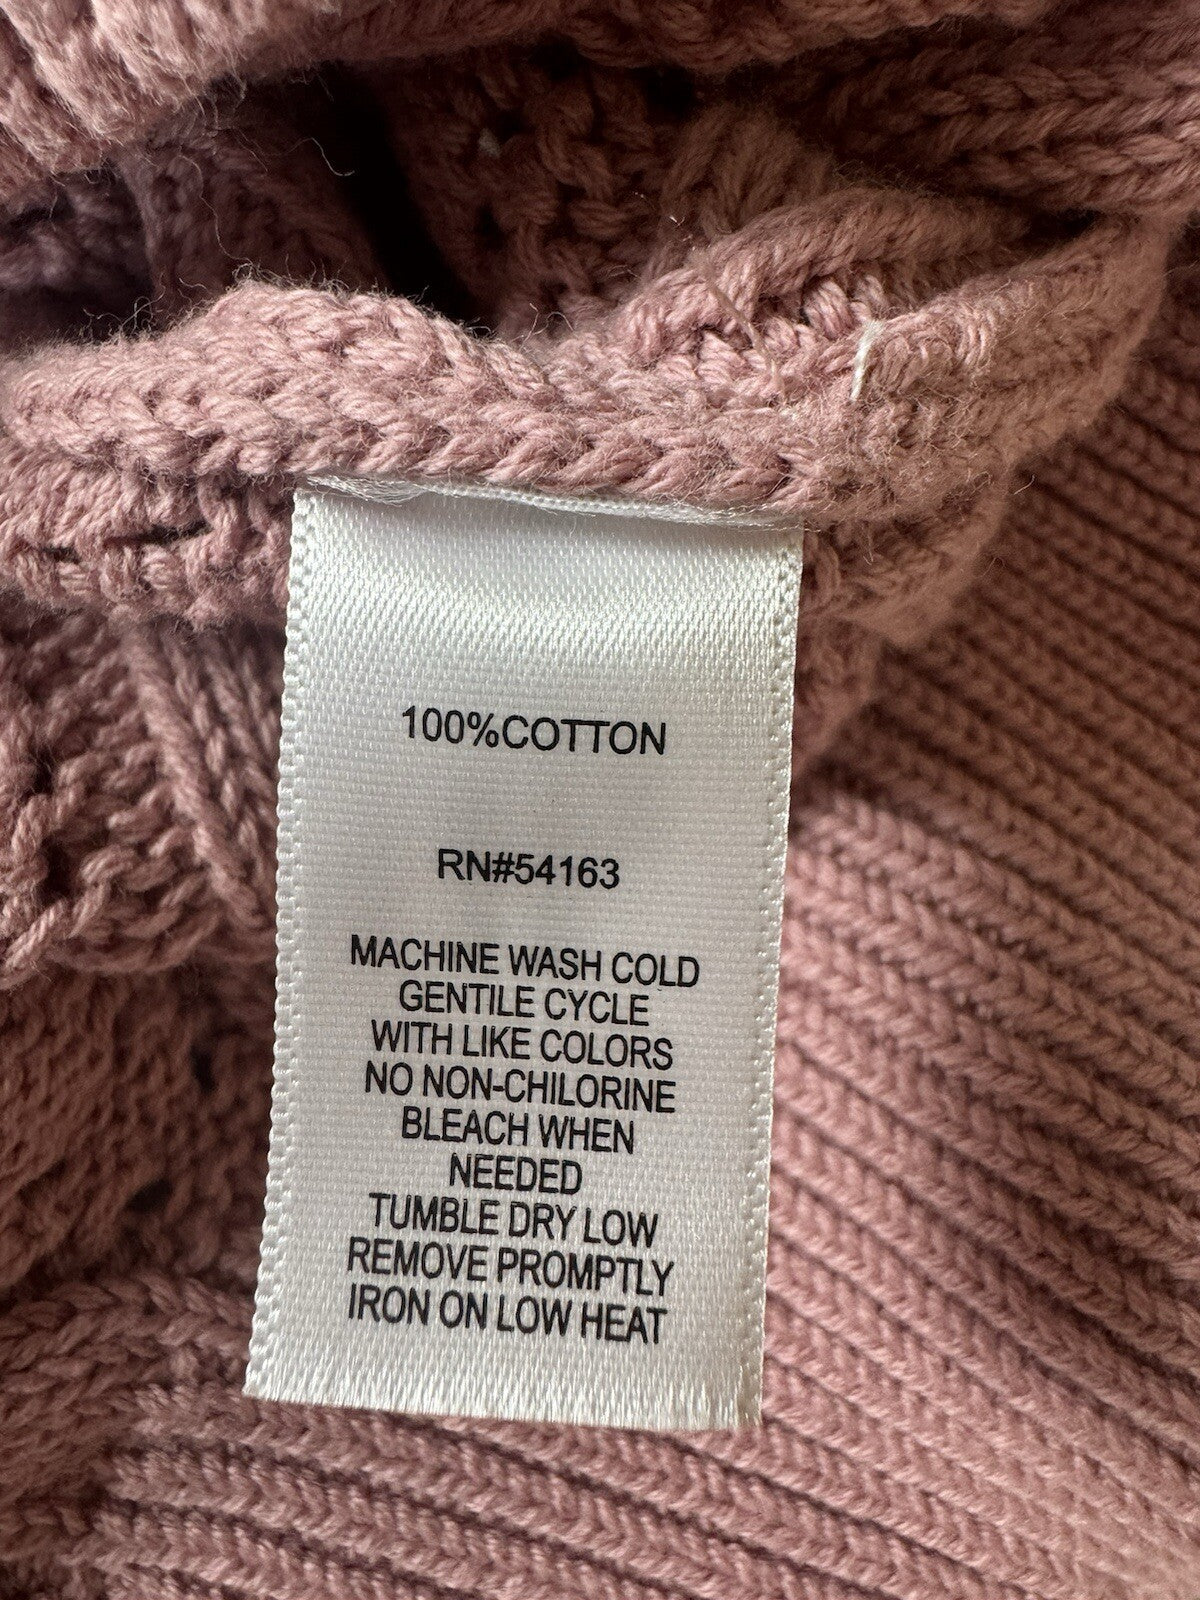 100%COTTON
RN#54163
MACHINE WASH COLD
GENTILE CYCLE
WITH LIKE COLORS
NO NON-CHILORINE
BLEACH WHEN
NEEDED
TUMBLE DRY LOW
REMOVE PROMPTLY
IRON ON LOW HEAT